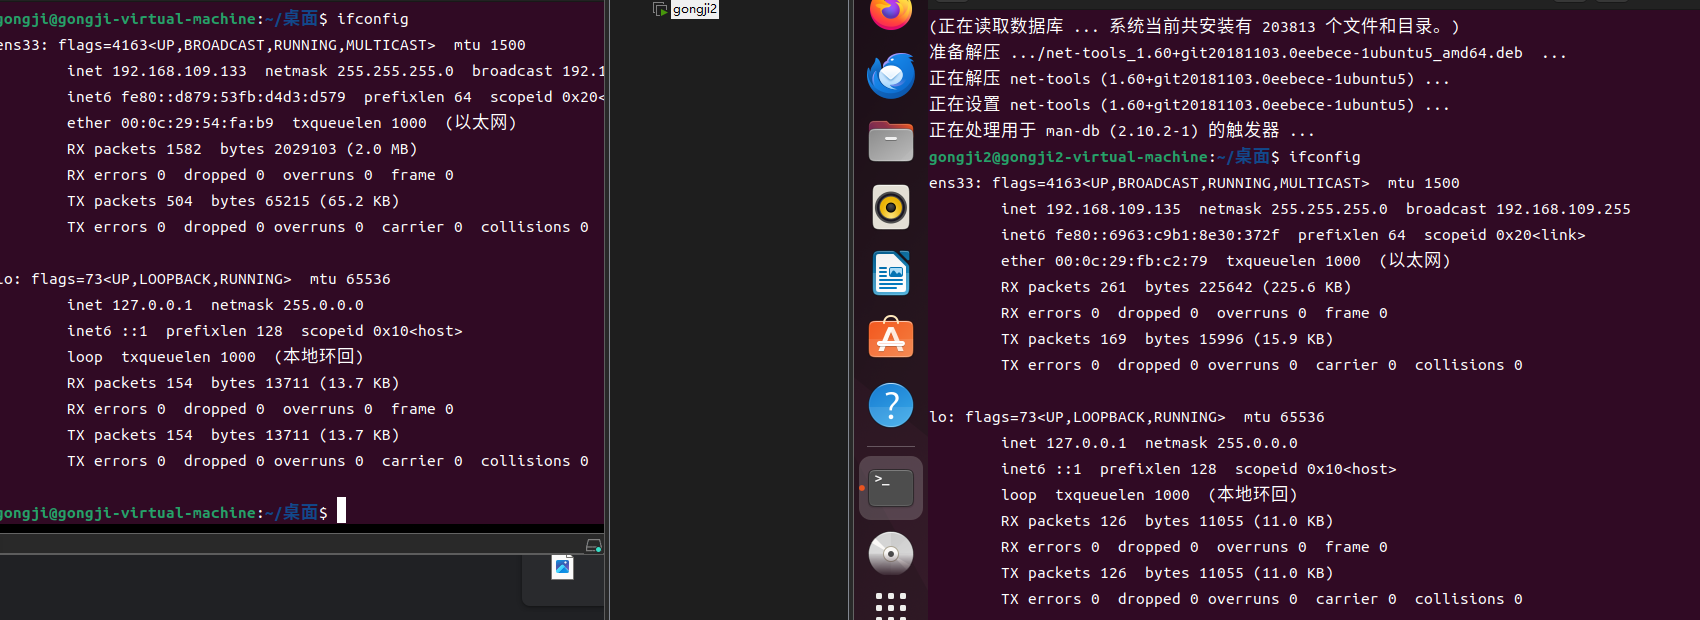 gongji@gongji-virtual-machine:~/桌面$ ifconfig
ens33: flags=4163<UP,BROADCAST,RUNNING,MULTICAST>  mtu 1500
inet 192.168.109.133  netmask 255.255.255.0  broadcast 192.1
inet6 fe80::d879:53fb:d4d3:d579  prefixlen 64  scopeid 0x20<
ether 00:0c:29:54:fa:b9  txqueuelen 1000  (以太网)
RX packets 1582  bytes 2029103 (2.0 MB)
RX errors 0  dropped 0  overruns 0  frame 0
TX packets 504  bytes 65215 (65.2 KB)
TX errors 0  dropped 0 overruns 0  carrier 0  collisions 0
lo: flags=73<UP,LOOPBACK,RUNNING>  mtu 65536
inet 127.0.0.1  netmask 255.0.0.0
inet6 ::1  prefixlen 128  scopeid 0x10<host>
loop  txqueuelen 1000  (本地环回)
RX packets 154  bytes 13711 (13.7 KB)
RX errors 0  dropped 0  overruns 0  frame 0
TX packets 154  bytes 13711 (13.7 KB)
TX errors 0  dropped 0 overruns 0  carrier 0  collisions 0
gongji@gongji-virtual-machine:~/桌面$
gongji2
(正在读取数据库 ... 系统当前共安装有 203813 个文件和目录。)
准备解压 .../net-tools_1.60+git20181103.0eebece-1ubuntu5_amd64.deb  ...
正在解压 net-tools (1.60+git20181103.0eebece-1ubuntu5) ...
正在设置 net-tools (1.60+git20181103.0eebece-1ubuntu5) ...
正在处理用于 man-db (2.10.2-1) 的触发器 ...
gongji2@gongji2-virtual-machine:~/桌面$ ifconfig
ens33: flags=4163<UP,BROADCAST,RUNNING,MULTICAST>  mtu 1500
inet 192.168.109.135  netmask 255.255.255.0  broadcast 192.168.109.255
inet6 fe80::6963:c9b1:8e30:372f  prefixlen 64  scopeid 0x20<link>
ether 00:0c:29:fb:c2:79  txqueuelen 1000  (以太网)
RX packets 261  bytes 225642 (225.6 KB)
RX errors 0  dropped 0  overruns 0  frame 0
TX packets 169  bytes 15996 (15.9 KB)
TX errors 0  dropped 0 overruns 0  carrier 0  collisions 0
lo: flags=73<UP,LOOPBACK,RUNNING>  mtu 65536
inet 127.0.0.1  netmask 255.0.0.0
inet6 ::1  prefixlen 128  scopeid 0x10<host>
loop  txqueuelen 1000  (本地环回)
RX packets 126  bytes 11055 (11.0 KB)
RX errors 0  dropped 0  overruns 0  frame 0
TX packets 126  bytes 11055 (11.0 KB)
TX errors 0  dropped 0 overruns 0  carrier 0  collisions 0